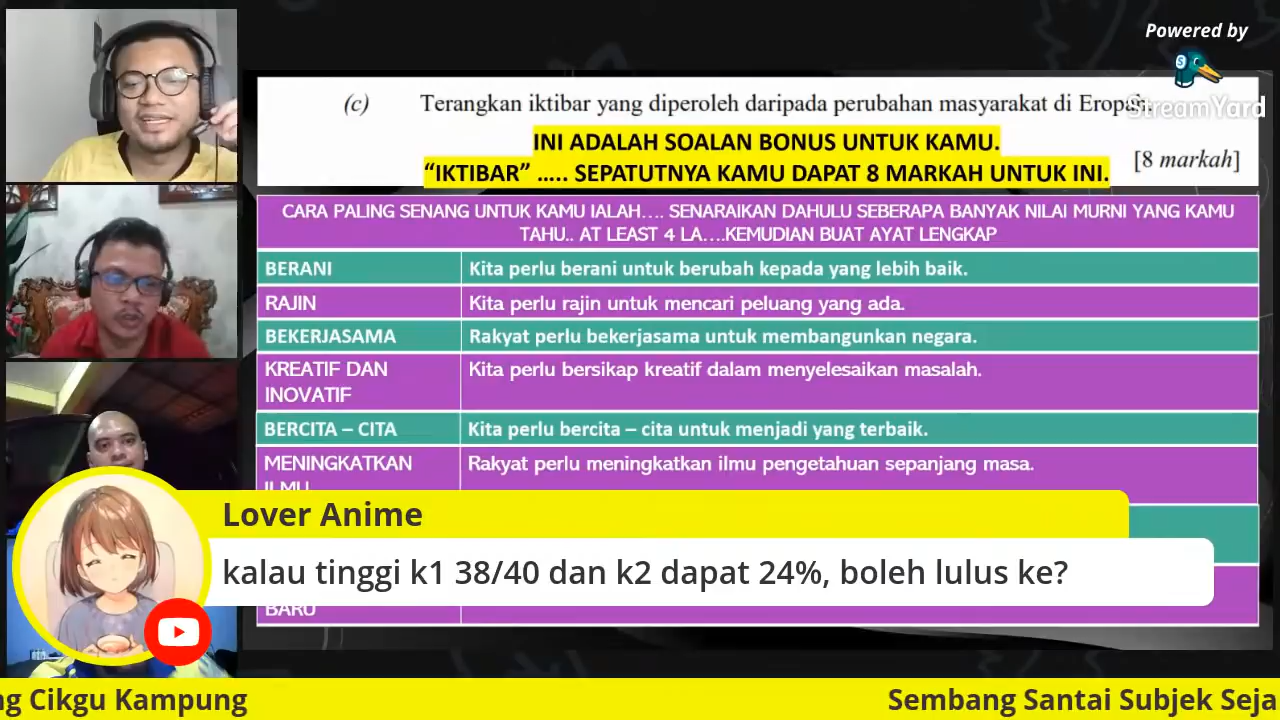 Powered by
StreamYard
(c) Terangkan iktibar yang diperoleh daripada perubahan masyarakat di Eropah.
INI ADALAH SOALAN BONUS UNTUK KAMU.
“IKTIBAR” ….. SEPATUTNYA KAMU DAPAT 8 MARKAH UNTUK INI.
[8 markah]
CARA PALING SENANG UNTUK KAMU IALAH…. SENARAIKAN DAHULU SEBERAPA BANYAK NILAI MURNI YANG KAMU
TAHU.. AT LEAST 4 LA….KEMUDIAN BUAT AYAT LENGKAP
BERANI Kita perlu berani untuk berubah kepada yang lebih baik.
RAJIN Kita perlu rajin untuk mencari peluang yang ada.
BEKERJASAMA Rakyat perlu bekerjasama untuk membangunkan negara.
KREATIF DAN Kita perlu bersikap kreatif dalam menyelesaikan masalah.
INOVATIF
BERCITA – CITA Kita perlu bercita – cita untuk menjadi yang terbaik.
MENINGKATKAN Rakyat perlu meningkatkan ilmu pengetahuan sepanjang masa.
ILMU
Lover Anime
kalau tinggi k1 38/40 dan k2 dapat 24%, boleh lulus ke?
BARU
ng Cikgu Kampung
Sembang Santai Subjek Seja